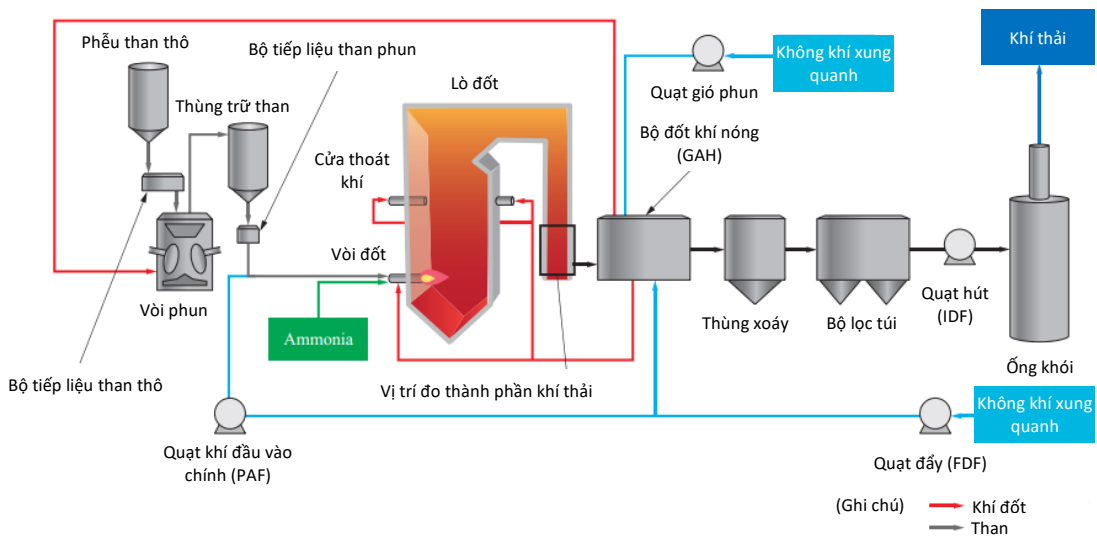 Phễu than thô
Bộ tiếp liệu than phun
Thùng trữ than
Lò đốt
Quạt gió phun
Không khí xung
quanh
Khí thải
Bộ đốt khí nóng
(GAH)
Cửa thoát
khí
Vòi đốt
Vòi phun
Ammonia
Thùng xoáy
Bộ lọc túi
Quạt hút
(IDF)
Ống khói
Bộ tiếp liệu than thô
Vị trí đo thành phần khí thải
Quạt khí đầu vào
chính (PAF)
Không khí xung
quanh
Quạt đẩy (FDF)
(Ghi chú)
Khí đốt
Than